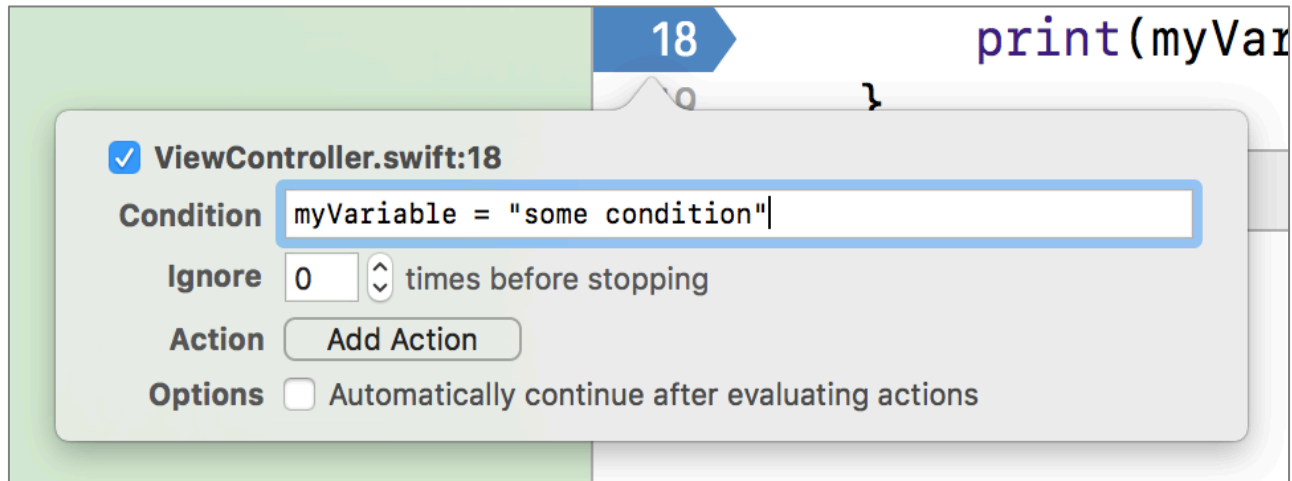 18 print(myVar
19 }
ViewController.swift:18
Condition myVariable = "some condition"
Ignore 0 times before stopping
Action Add Action
Options Automatically continue after evaluating actions